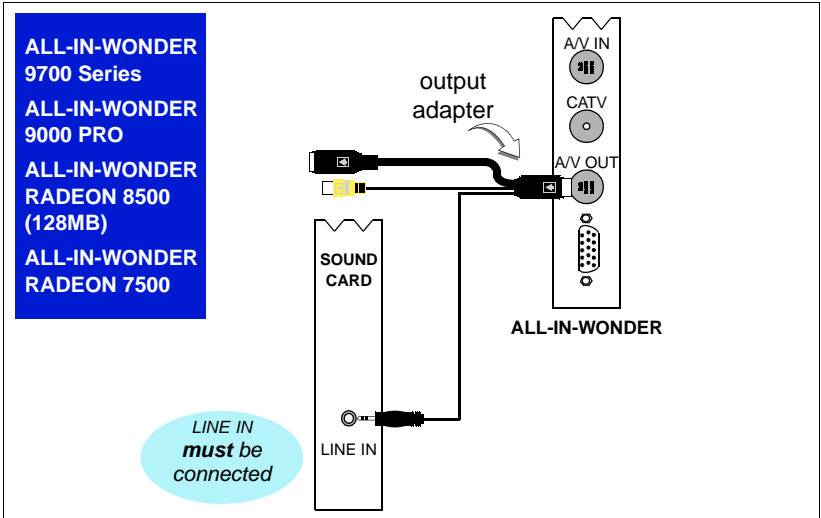 ALL-IN-WONDER
9700 Series
ALL-IN-WONDER
9000 PRO
ALL-IN-WONDER
RADEON 8500
(128MB)
ALL-IN-WONDER
RADEON 7500
output
adapter
A/V IN
CATV
A/V OUT
SOUND
CARD
ALL-IN-WONDER
LINE IN
LINE IN
must be
connected